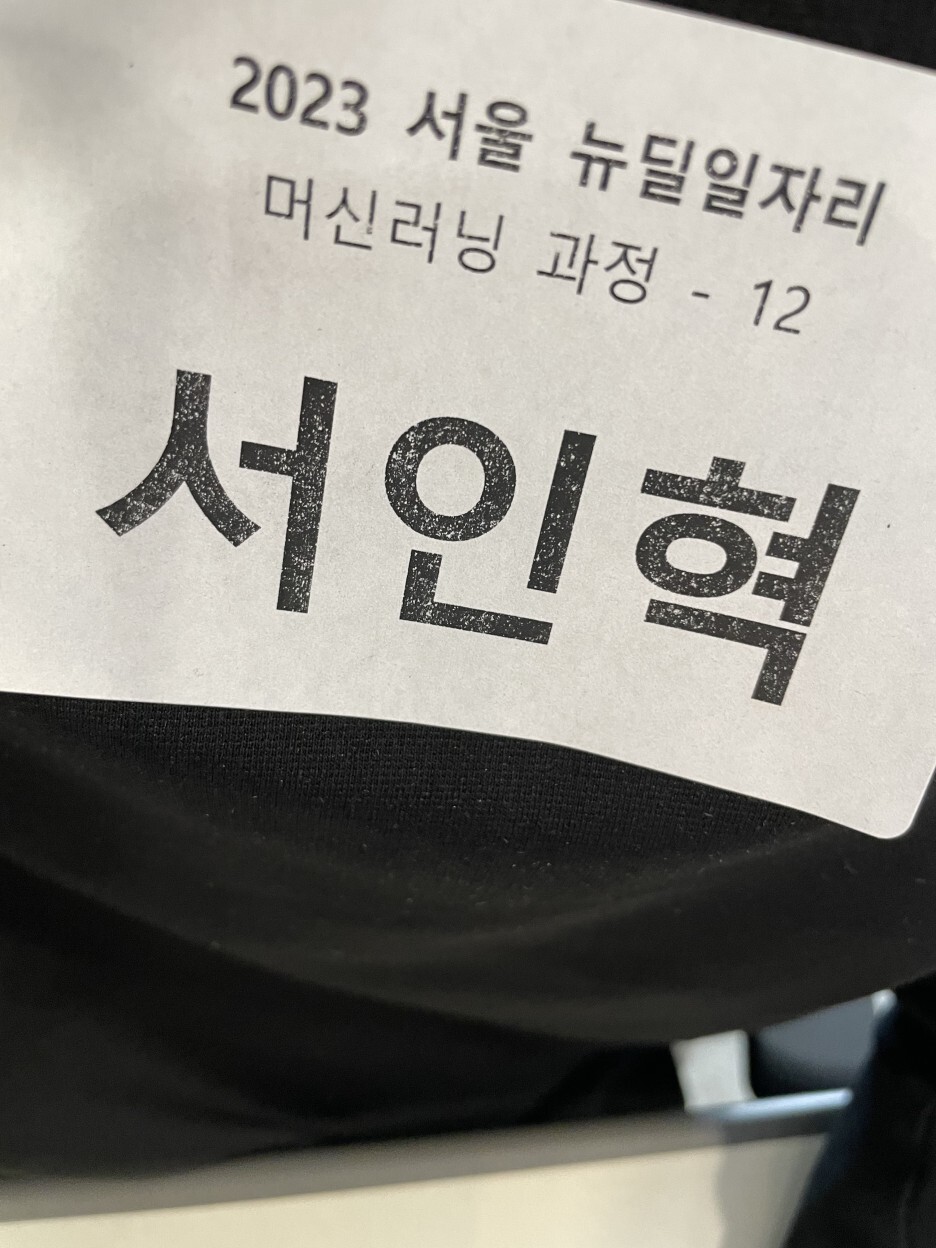 2023 서울 뉴딜일자리
머신러닝 과정 - 12
서인혁